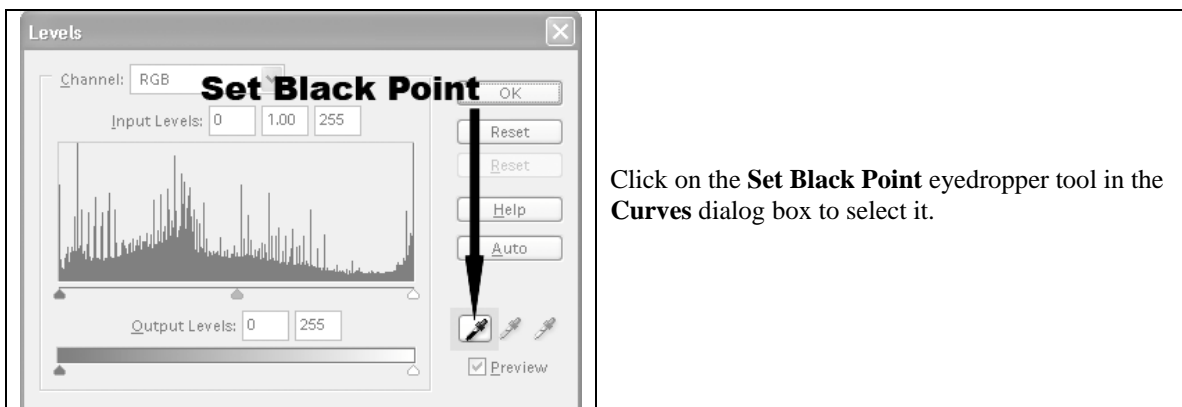 Levels
Channel: RGB
Set Black Point
OK
Input Levels: 0 1.00 255
Reset
Reset
Help
Auto
Output Levels: 0 255
Preview
Click on the Set Black Point eyedropper tool in the
Curves dialog box to select it.